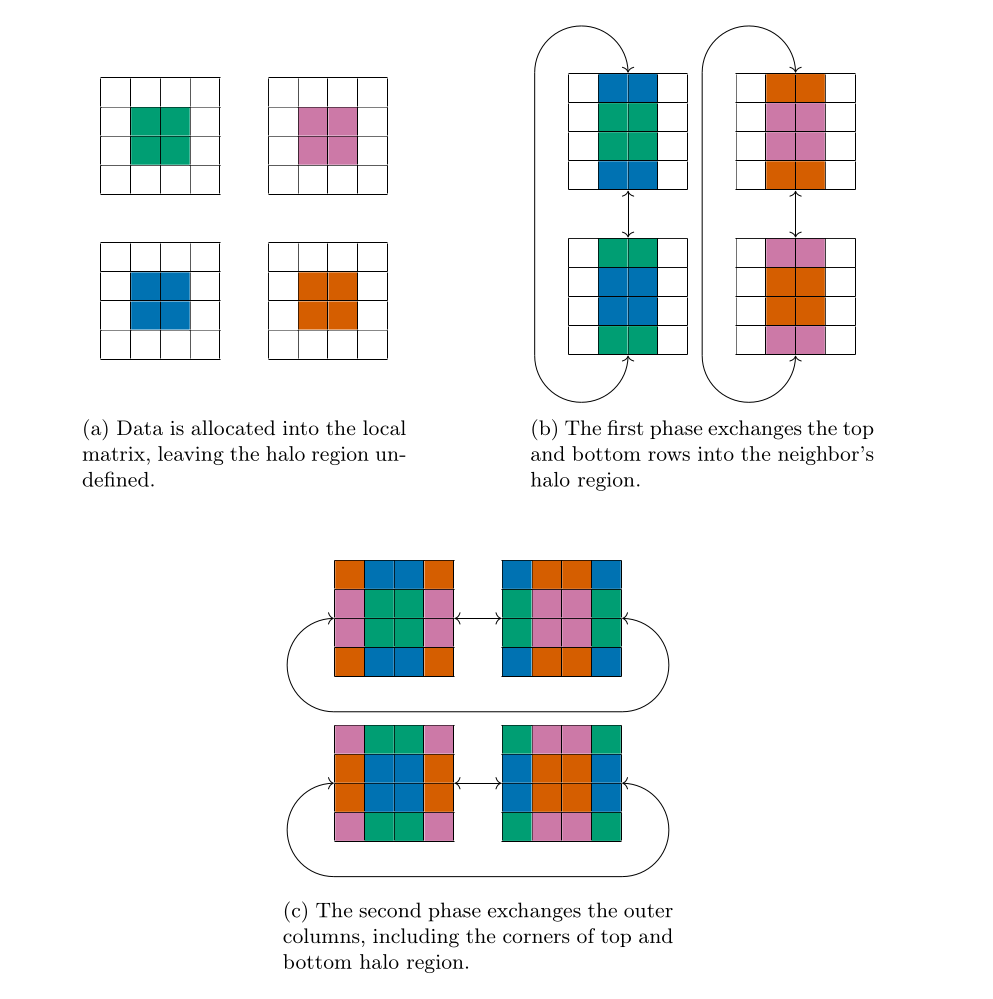 (a) Data is allocated into the local
matrix, leaving the halo region un-
defined.
(b) The first phase exchanges the top
and bottom rows into the neighbor's
halo region.
(c) The second phase exchanges the outer
columns, including the corners of top and
bottom halo region.